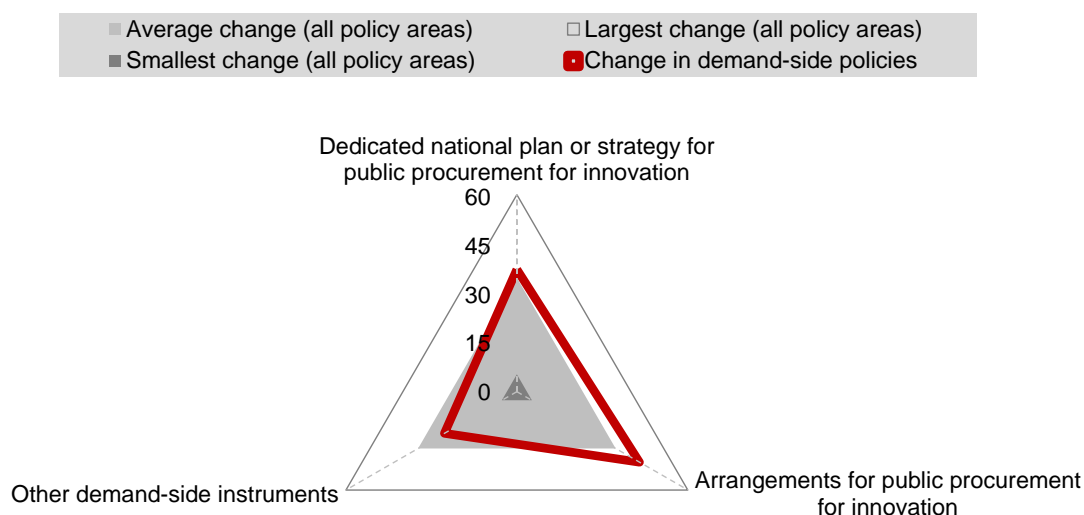 Average change (all policy areas)
Largest change (all policy areas)
Smallest change (all policy areas)
Change in demand-side policies
Dedicated national plan or strategy for
public procurement for innovation
60
45
30
15
0
Other demand-side instruments
Arrangements for public procurement
for innovation